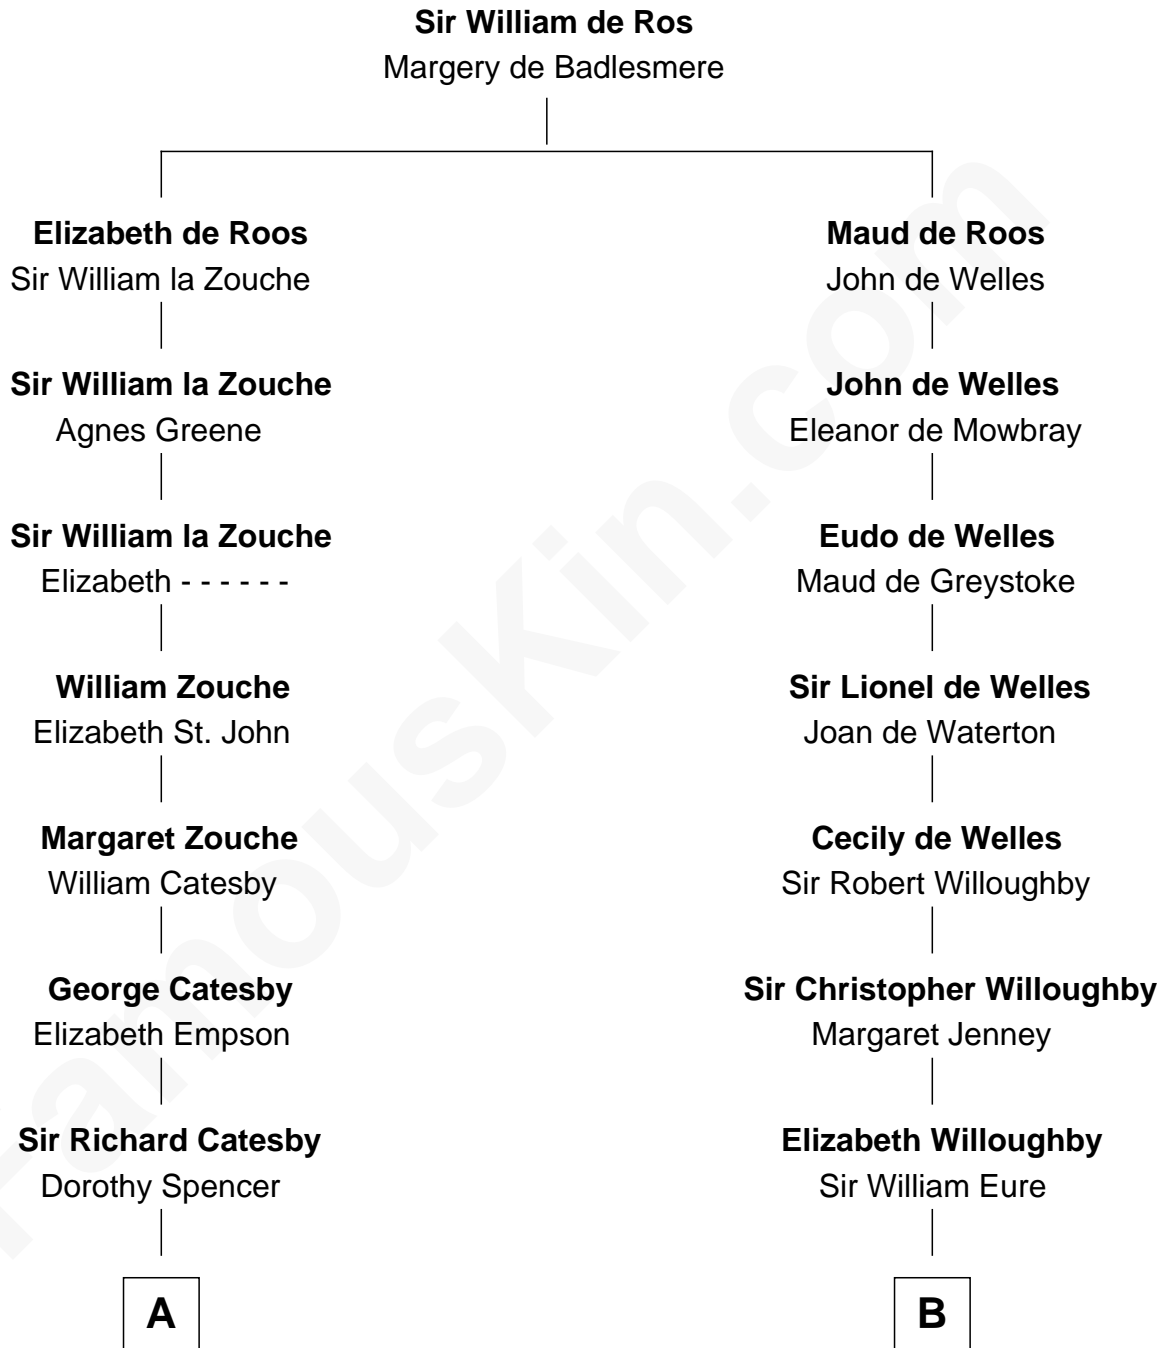 Sir William de Ros
Margery de Badlesmere
Elizabeth de Roos
Sir William la Zouche
Maud de Roos
John de Welles
Sir William la Zouche
Agnes Greene
John de Welles
Eleanor de Mowbray
Sir William la Zouche
Elizabeth - - - - - -
Eudo de Welles
Maud de Greystoke
William Zouche
Elizabeth St. John
Sir Lionel de Welles
Joan de Waterton
Margaret Zouche
William Catesby
Cecily de Welles
Sir Robert Willoughby
George Catesby
Elizabeth Empson
Sir Christopher Willoughby
Margaret Jenney
Sir Richard Catesby
Dorothy Spencer
Elizabeth Willoughby
Sir William Eure
A
B
FamousKin.com